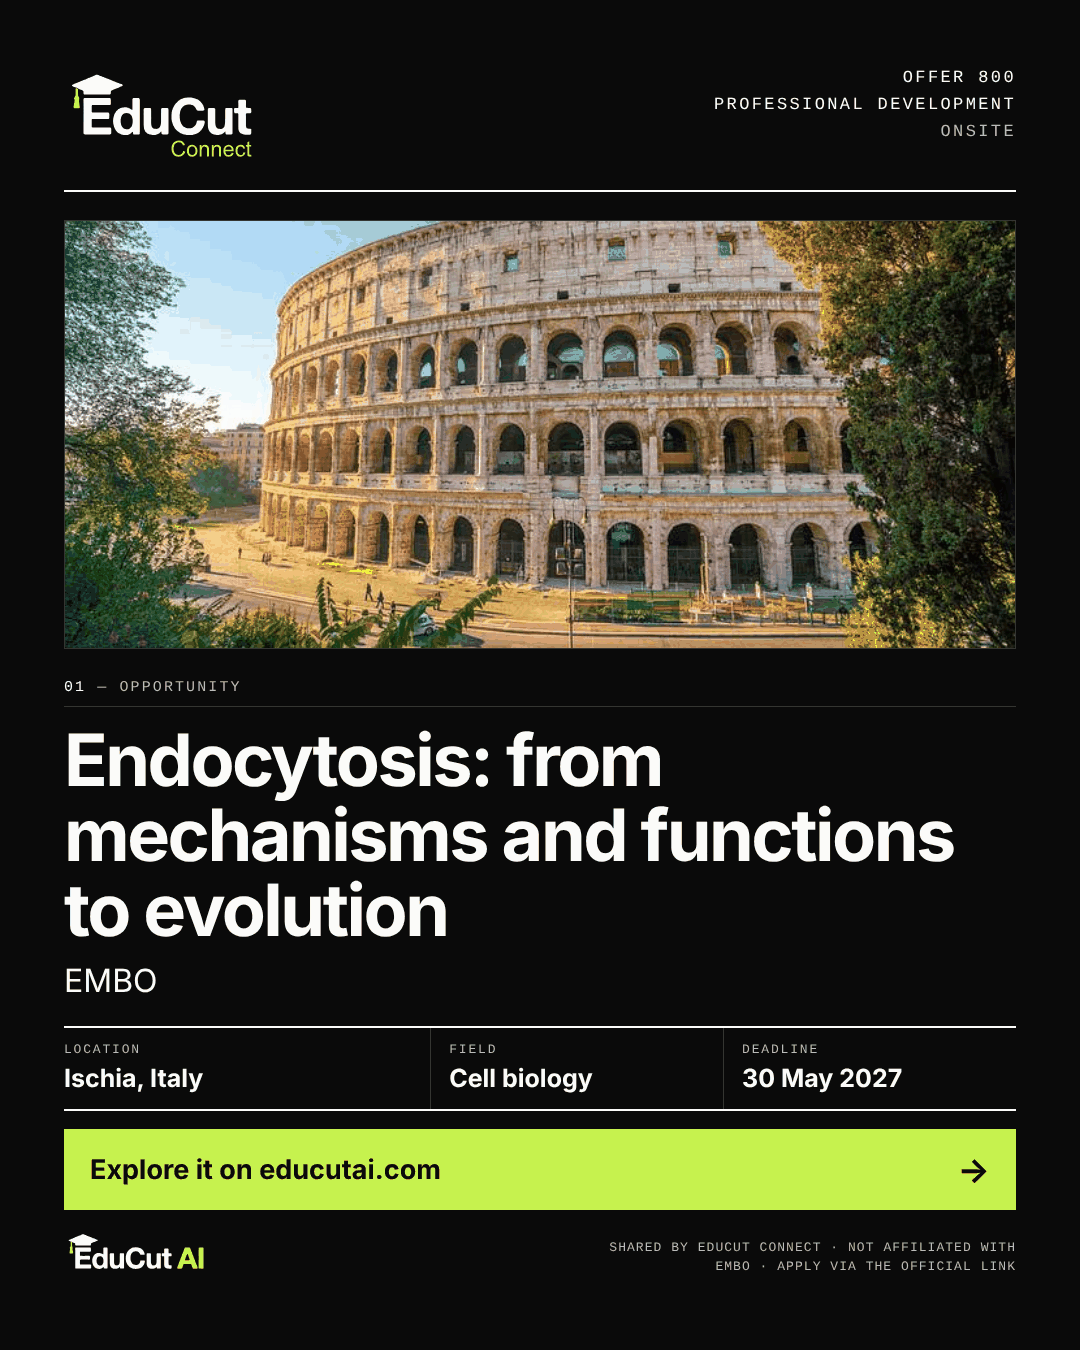 EduCut
Connect
OFFER 800
PROFESSIONAL DEVELOPMENT
ONSITE
01 — OPPORTUNITY
Endocytosis: from
mechanisms and functions
to evolution
EMBO
LOCATION
Ischia, Italy
FIELD
Cell biology
DEADLINE
30 May 2027
Explore it on educutai.com →
EduCut AI
SHARED BY EDUCUT CONNECT · NOT AFFILIATED WITH
EMBO · APPLY VIA THE OFFICIAL LINK